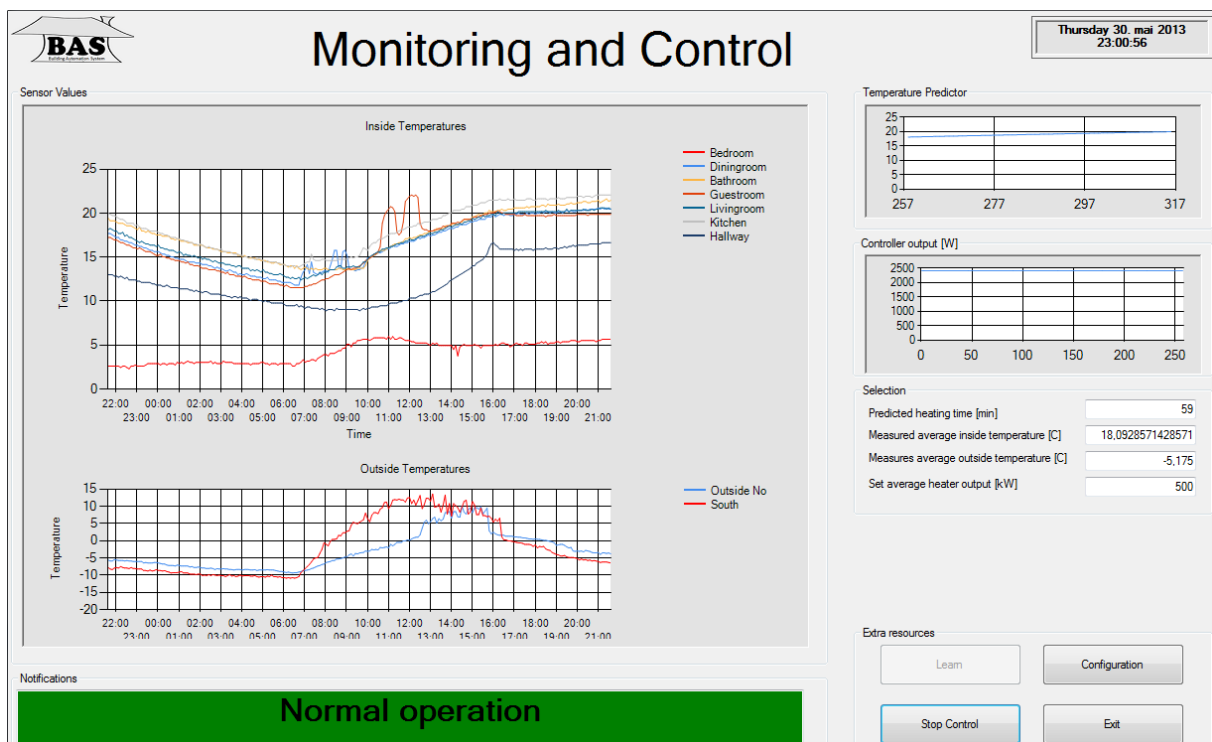 BAS
Building Automation System
Monitoring and Control
Thursday 30. mai 2013
23:00:56
Sensor Values
Inside Temperatures
25
20
15
10
5
0
Temperature
22:00 00:00 02:00 04:00 06:00 08:00 10:00 12:00 14:00 16:00 18:00 20:00
23:00 01:00 03:00 05:00 07:00 09:00 11:00 13:00 15:00 17:00 19:00 21:00
Time
Bedroom
Diningroom
Bathroom
Guestroom
Livingroom
Kitchen
Hallway
Outside Temperatures
15
10
5
0
-5
-10
-15
-20
Temperature
22:00 00:00 02:00 04:00 06:00 08:00 10:00 12:00 14:00 16:00 18:00 20:00
23:00 01:00 03:00 05:00 07:00 09:00 11:00 13:00 15:00 17:00 19:00 21:00
Outside No
South
Notifications
Normal operation
Temperature Predictor
25
20
15
10
5
0
257 277 297 317
Controller output [W]
2500
2000
1500
1000
500
0
0 50 100 150 200 250
Selection
Predicted heating time [min] 59
Measured average inside temperature [C] 18,0928571428571
Measures average outside temperature [C] -5,175
Set average heater output [kW] 500
Extra resources
Learn Configuration
Stop Control Exit